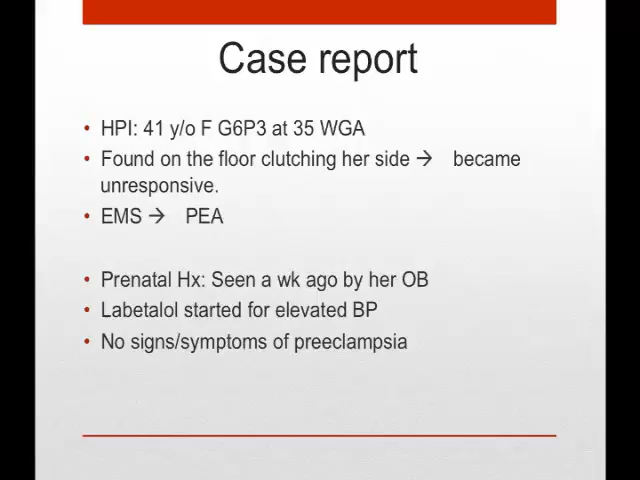 Case report
• HPI: 41 y/o F G6P3 at 35 WGA
• Found on the floor clutching her side → became
unresponsive.
• EMS → PEA
• Prenatal Hx: Seen a wk ago by her OB
• Labetalol started for elevated BP
• No signs/symptoms of preeclampsia